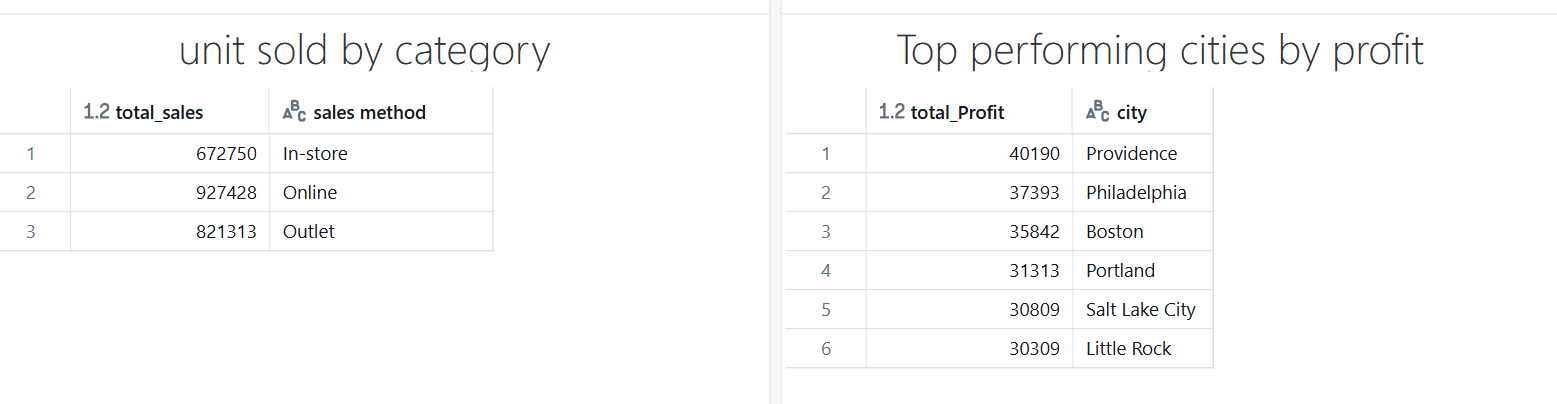 unit sold by category
1.2 total_sales ABC sales method
1 672750 In-store
2 927428 Online
3 821313 Outlet
Top performing cities by profit
1.2 total_Profit ABC city
1 40190 Providence
2 37393 Philadelphia
3 35842 Boston
4 31313 Portland
5 30809 Salt Lake City
6 30309 Little Rock